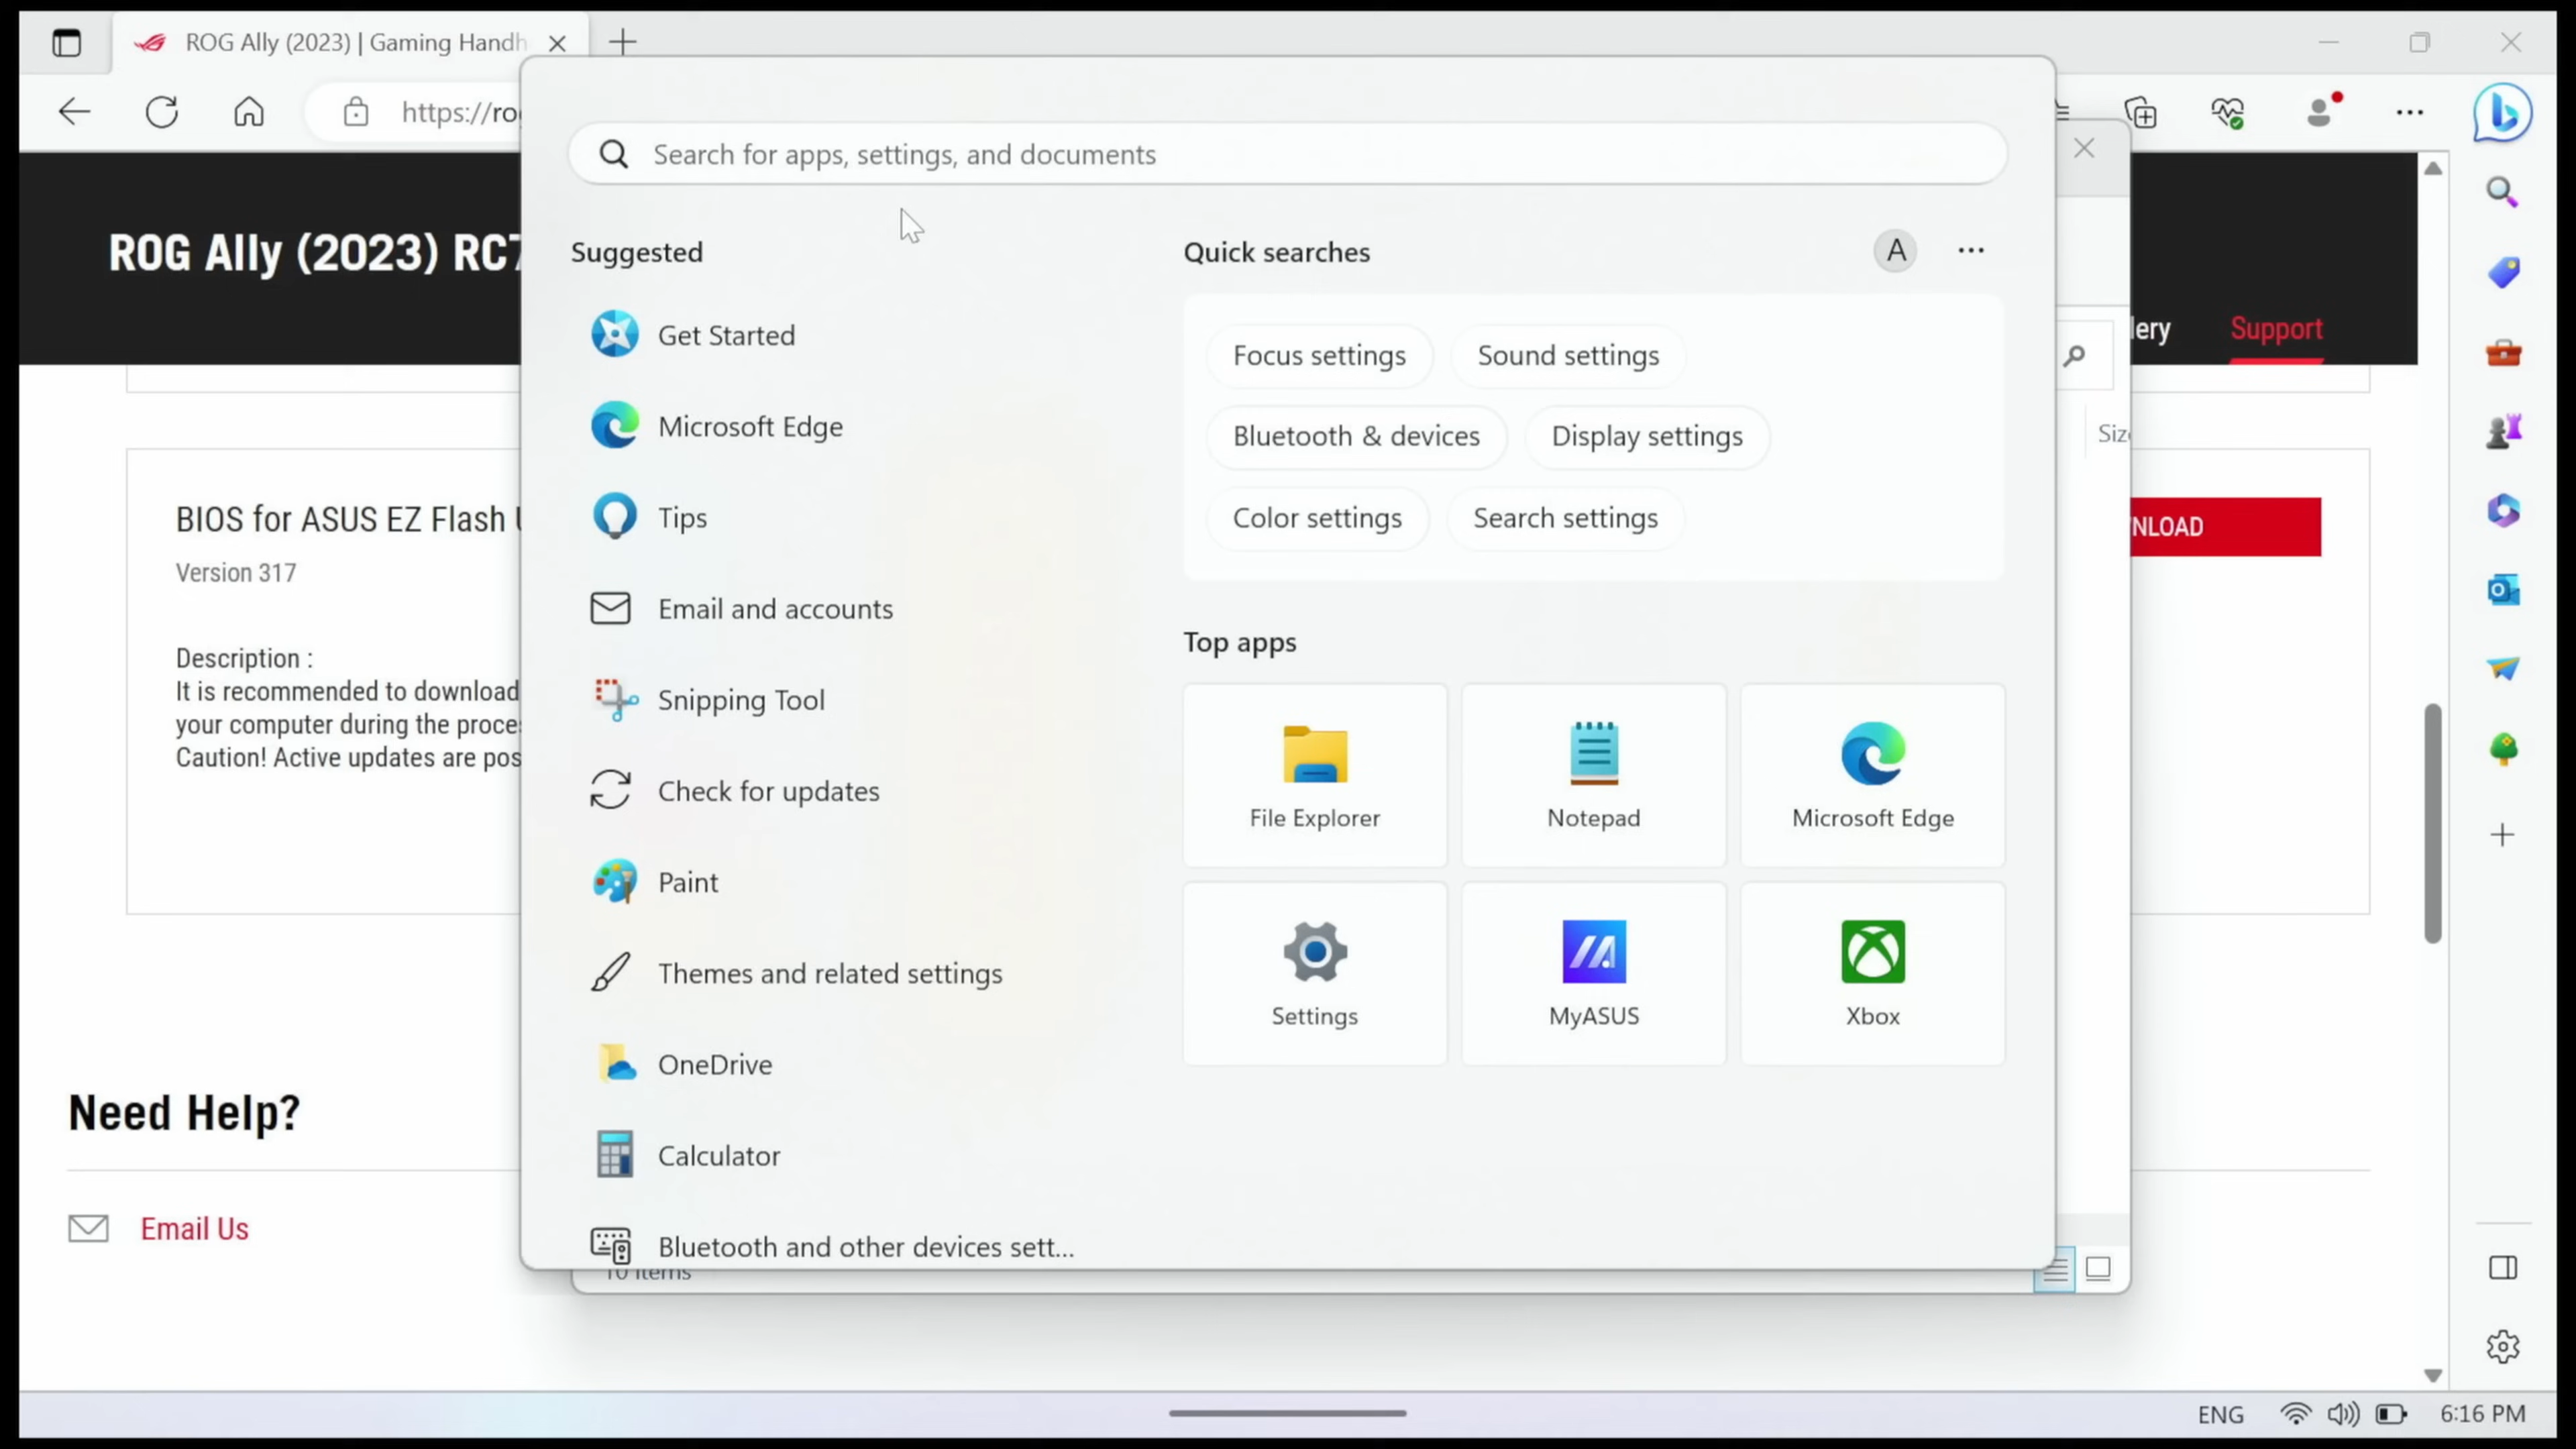 ROG Ally (2023) | Gaming Handh
https://ro
Search for apps, settings, and documents
ROG Ally (2023) RC7
lery
Support
Suggested
Get Started
Microsoft Edge
Tips
Email and accounts
Snipping Tool
Check for updates
Paint
Themes and related settings
OneDrive
Calculator
Bluetooth and other devices sett...
Quick searches
A
Focus settings
Sound settings
Bluetooth & devices
Display settings
Color settings
Search settings
Top apps
File Explorer
Notepad
Microsoft Edge
Settings
MyASUS
Xbox
Siz
NLOAD
BIOS for ASUS EZ Flash
Version 317
Description :
It is recommended to download
your computer during the proce
Caution! Active updates are pos
Need Help?
Email Us
10 items
ENG
6:16 PM